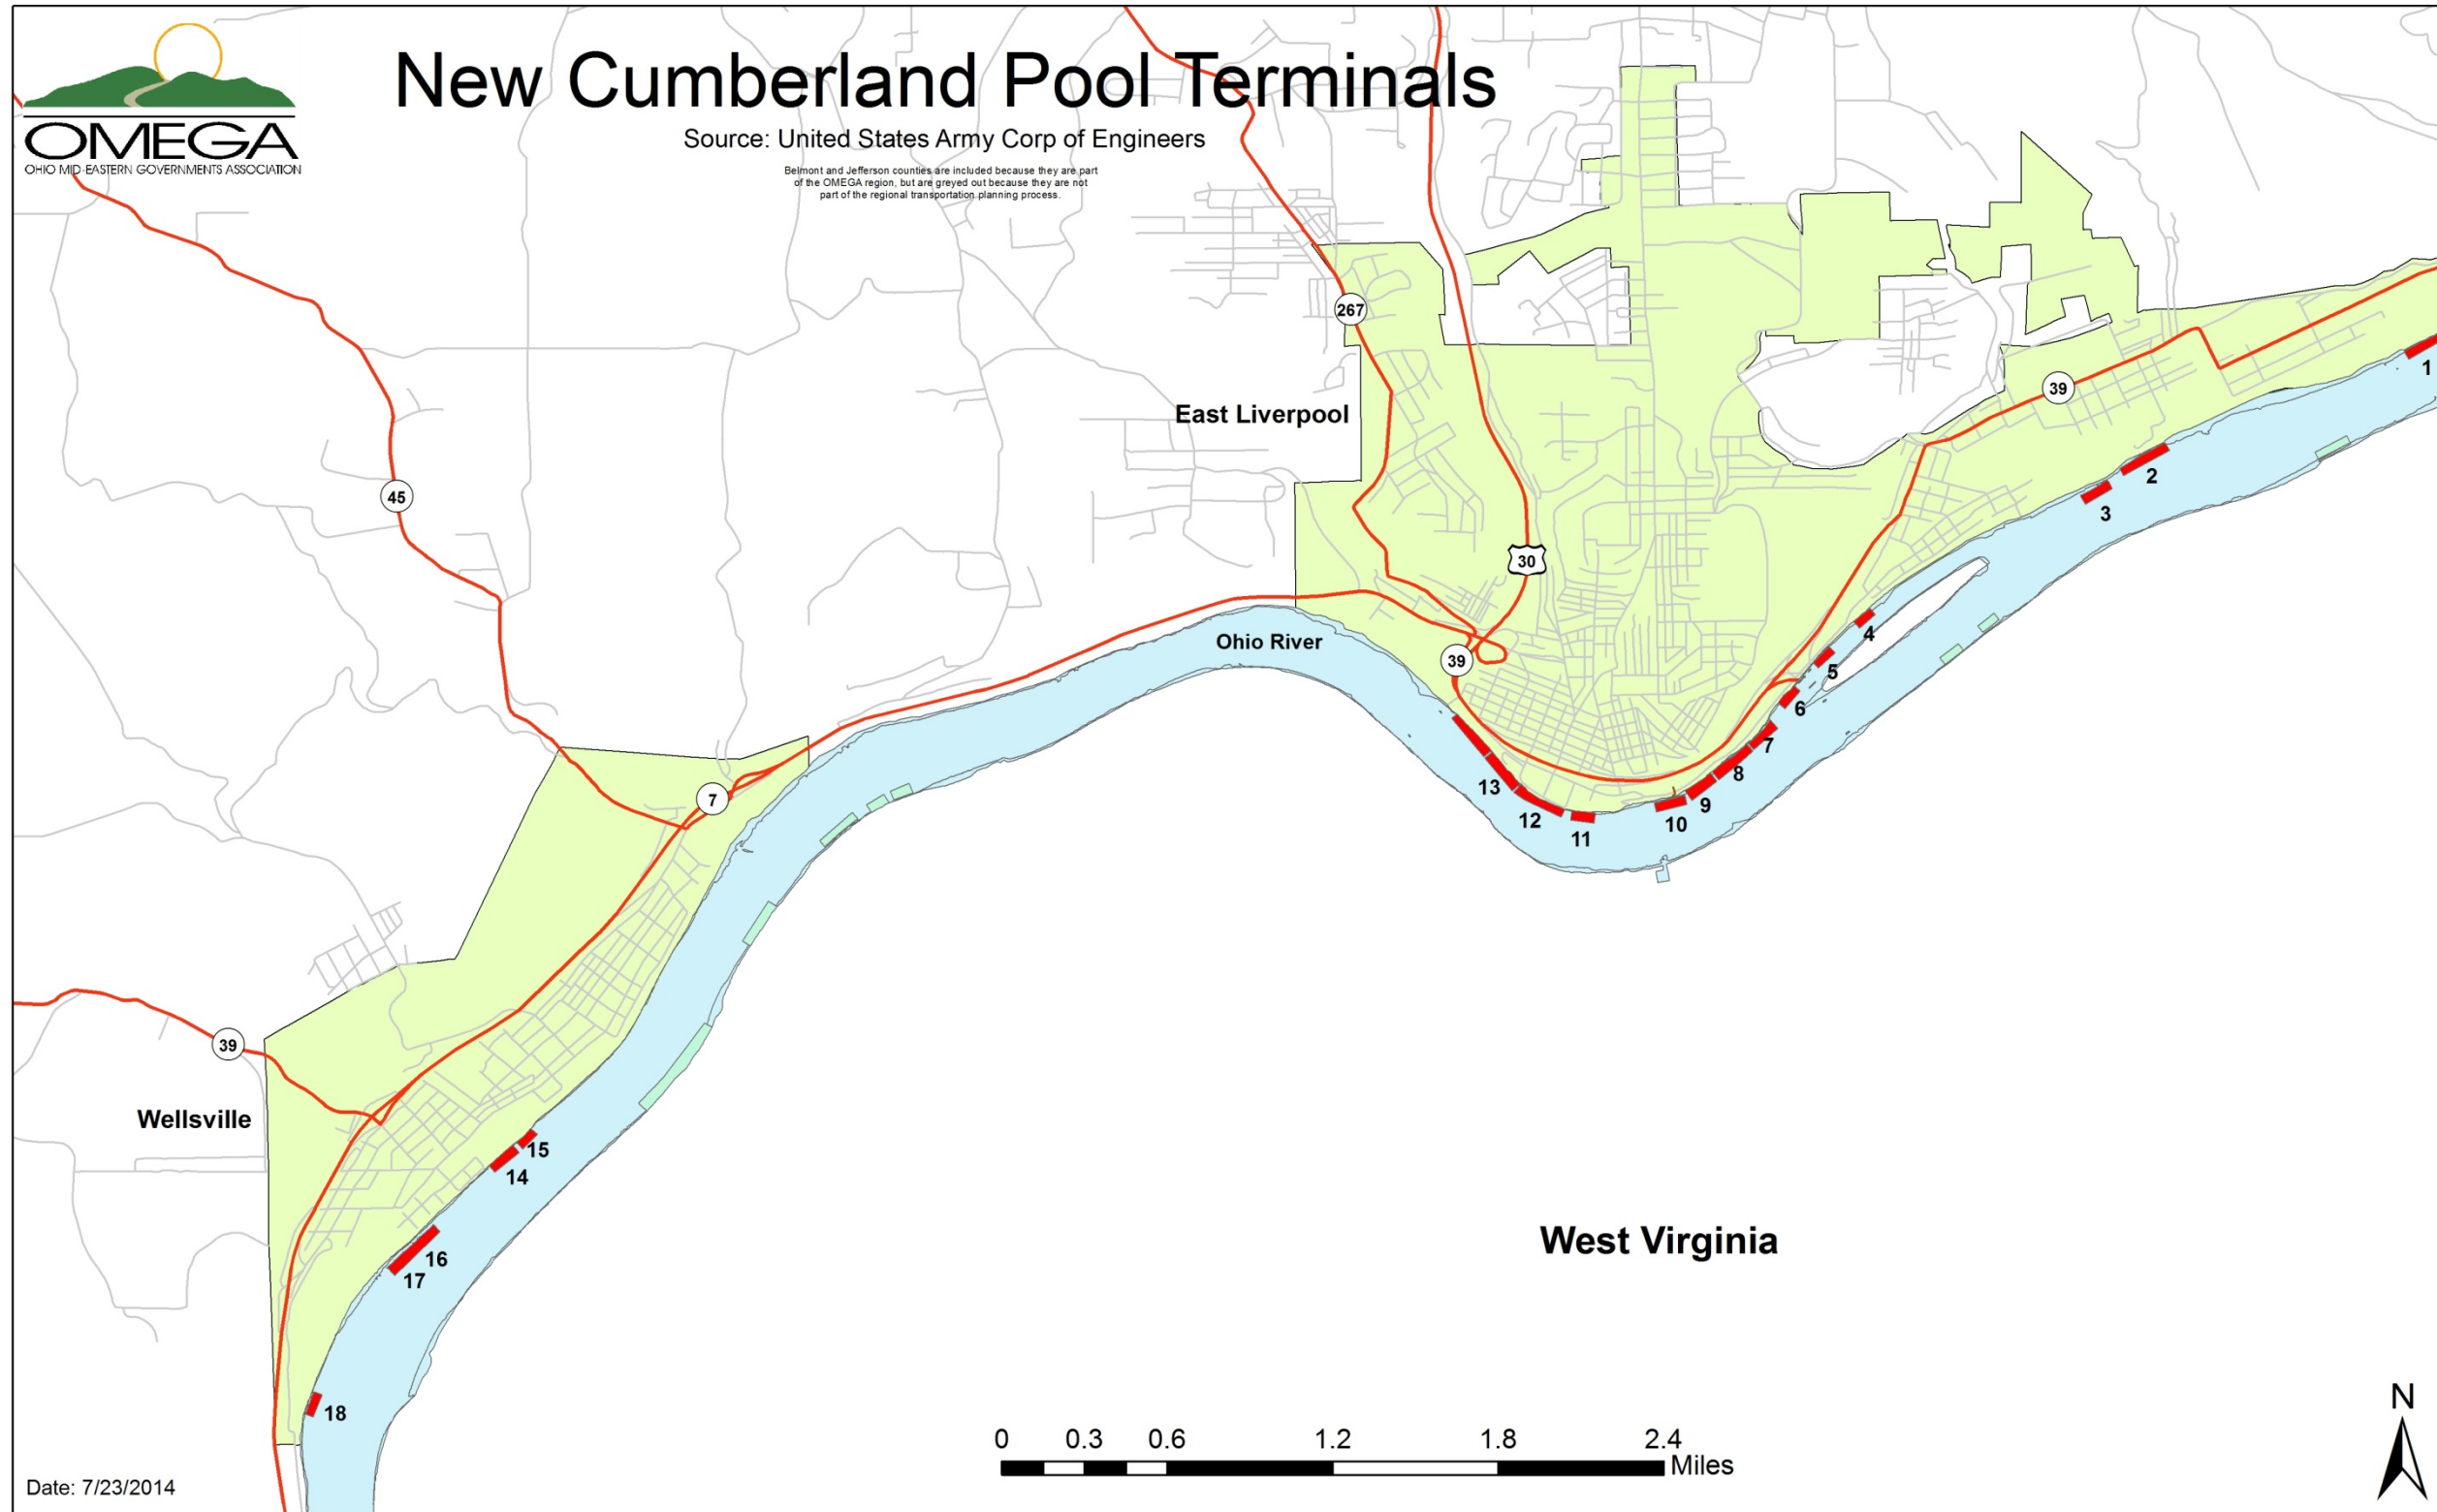 New Cumberland Pool Terminals
Source: United States Army Corp of Engineers
Belmont and Jefferson counties are included because they are part
of the OMEGA region, but are greyed out because they are not
part of the regional transportation planning process.
OMEGA
OHIO MID-EASTERN GOVERNMENTS ASSOCIATION
267
1
39
East Liverpool
2
45
3
30
4
Ohio River
39
5
6
7
8
13
7
9
12
10
11
39
Wellsville
15
14
West Virginia
16
17
18
N
0 0.3 0.6 1.2 1.8 2.4
Miles
Date: 7/23/2014